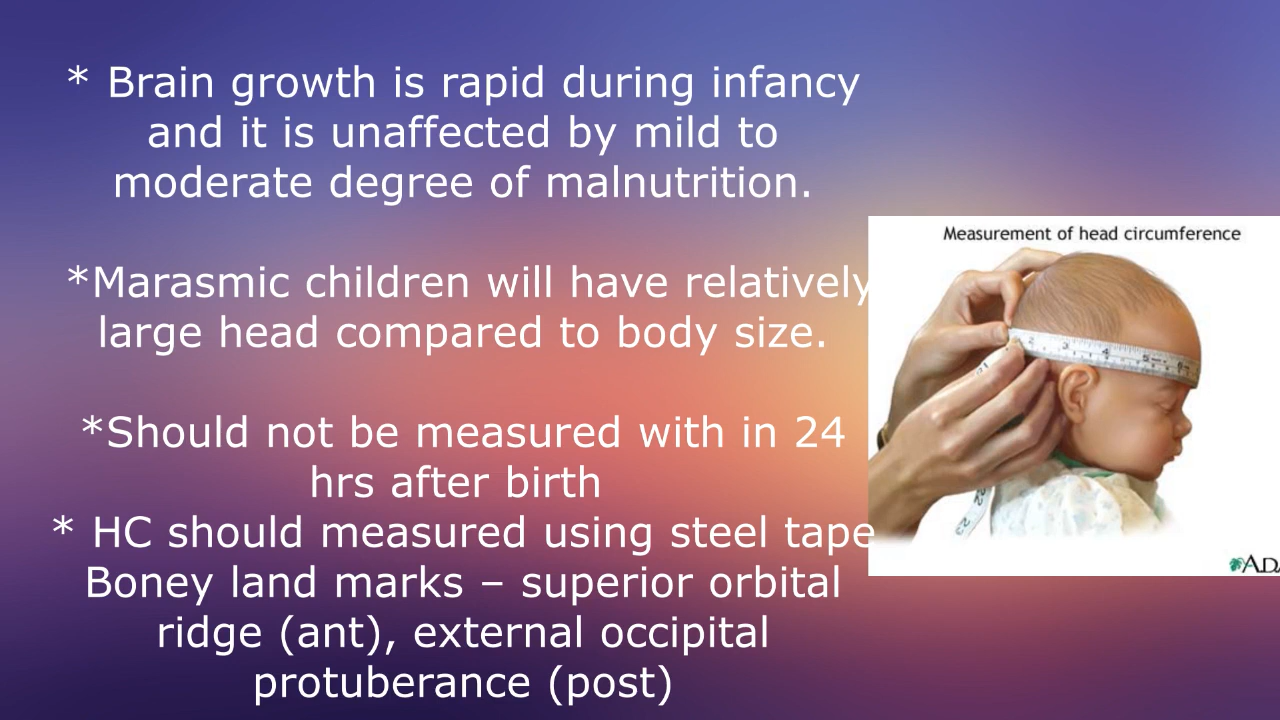 * Brain growth is rapid during infancy
and it is unaffected by mild to
moderate degree of malnutrition.
*Marasmic children will have relatively
large head compared to body size.
*Should not be measured with in 24
hrs after birth
* HC should measured using steel tape
Boney land marks – superior orbital
ridge (ant), external occipital
protuberance (post)
Measurement of head circumference